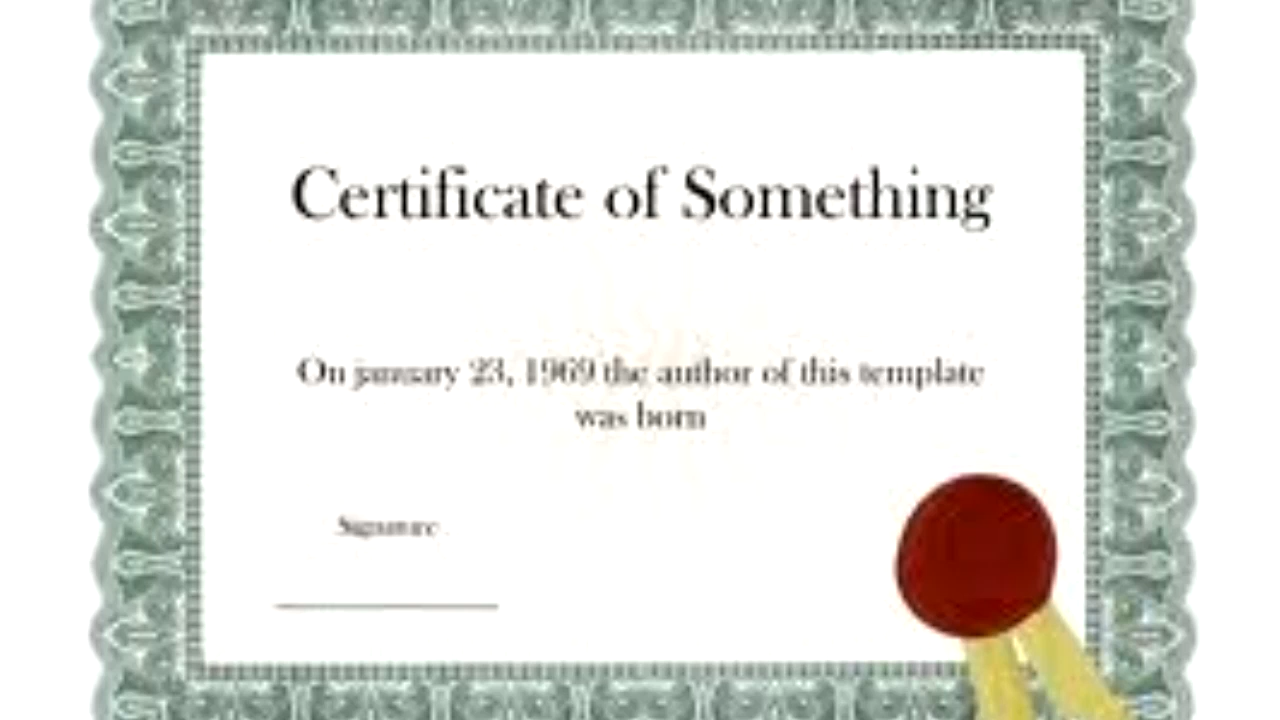 Certificate of Something
On january 23, 1969 the author of this template
was born
Signature